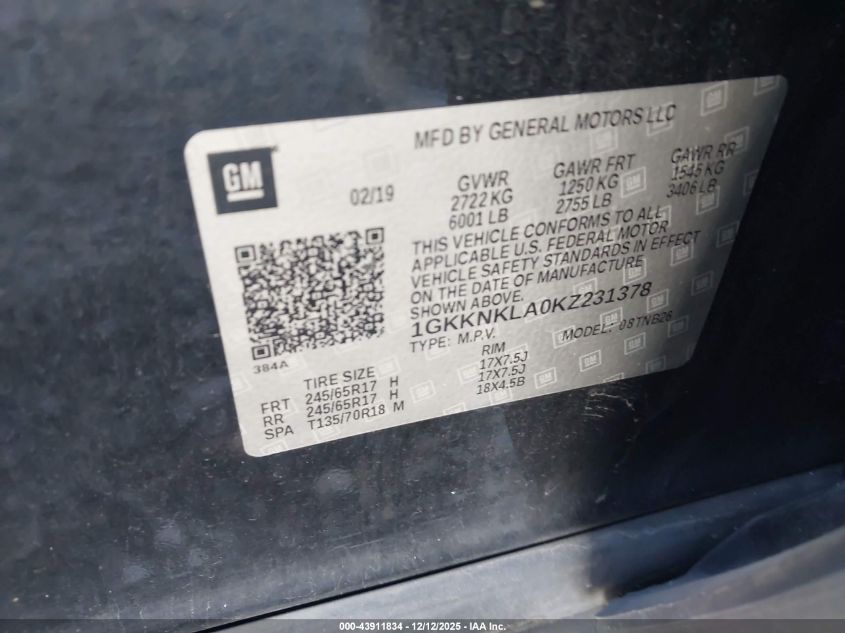 MFD BY GENERAL MOTORS LLC
GM
02/19
GVWR GAWR FRT GAWR RR
2722 KG 1250 KG 1545 KG
6001 LB 2755 LB 3406 LB
THIS VEHICLE CONFORMS TO ALL
APPLICABLE U.S. FEDERAL MOTOR
VEHICLE SAFETY STANDARDS IN EFFECT
ON THE DATE OF MANUFACTURE
SHOWN ABOVE.
1GKKNKLA0KZ231378
TYPE: M.P.V. MODEL: 08TNB26
384A
TIRE SIZE RIM
FRT 245/65R17 H 17X7.5J
RR 245/65R17 H 17X7.5J
SPA T135/70R18 M 18X4.5B
000-43911834 - 12/12/2025 - IAA Inc.